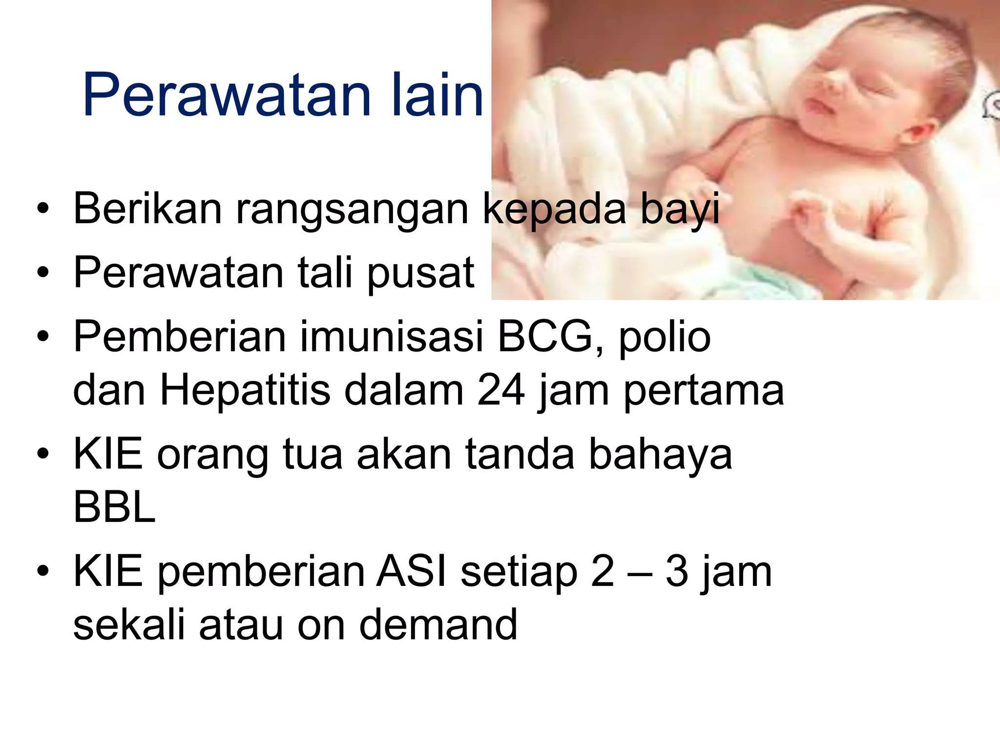 Perawatan lain
• Berikan rangsangan kepada bayi
• Perawatan tali pusat
• Pemberian imunisasi BCG, polio
dan Hepatitis dalam 24 jam pertama
• KIE orang tua akan tanda bahaya
BBL
• KIE pemberian ASI setiap 2 – 3 jam
sekali atau on demand